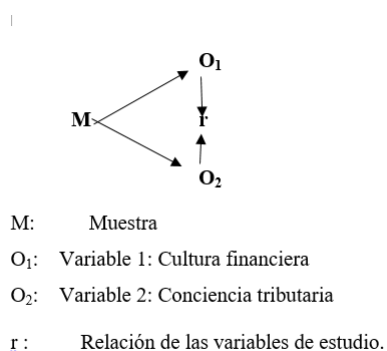 O₁
M
r
O₂
M: Muestra
O₁: Variable 1: Cultura financiera
O₂: Variable 2: Conciencia tributaria
r : Relación de las variables de estudio.